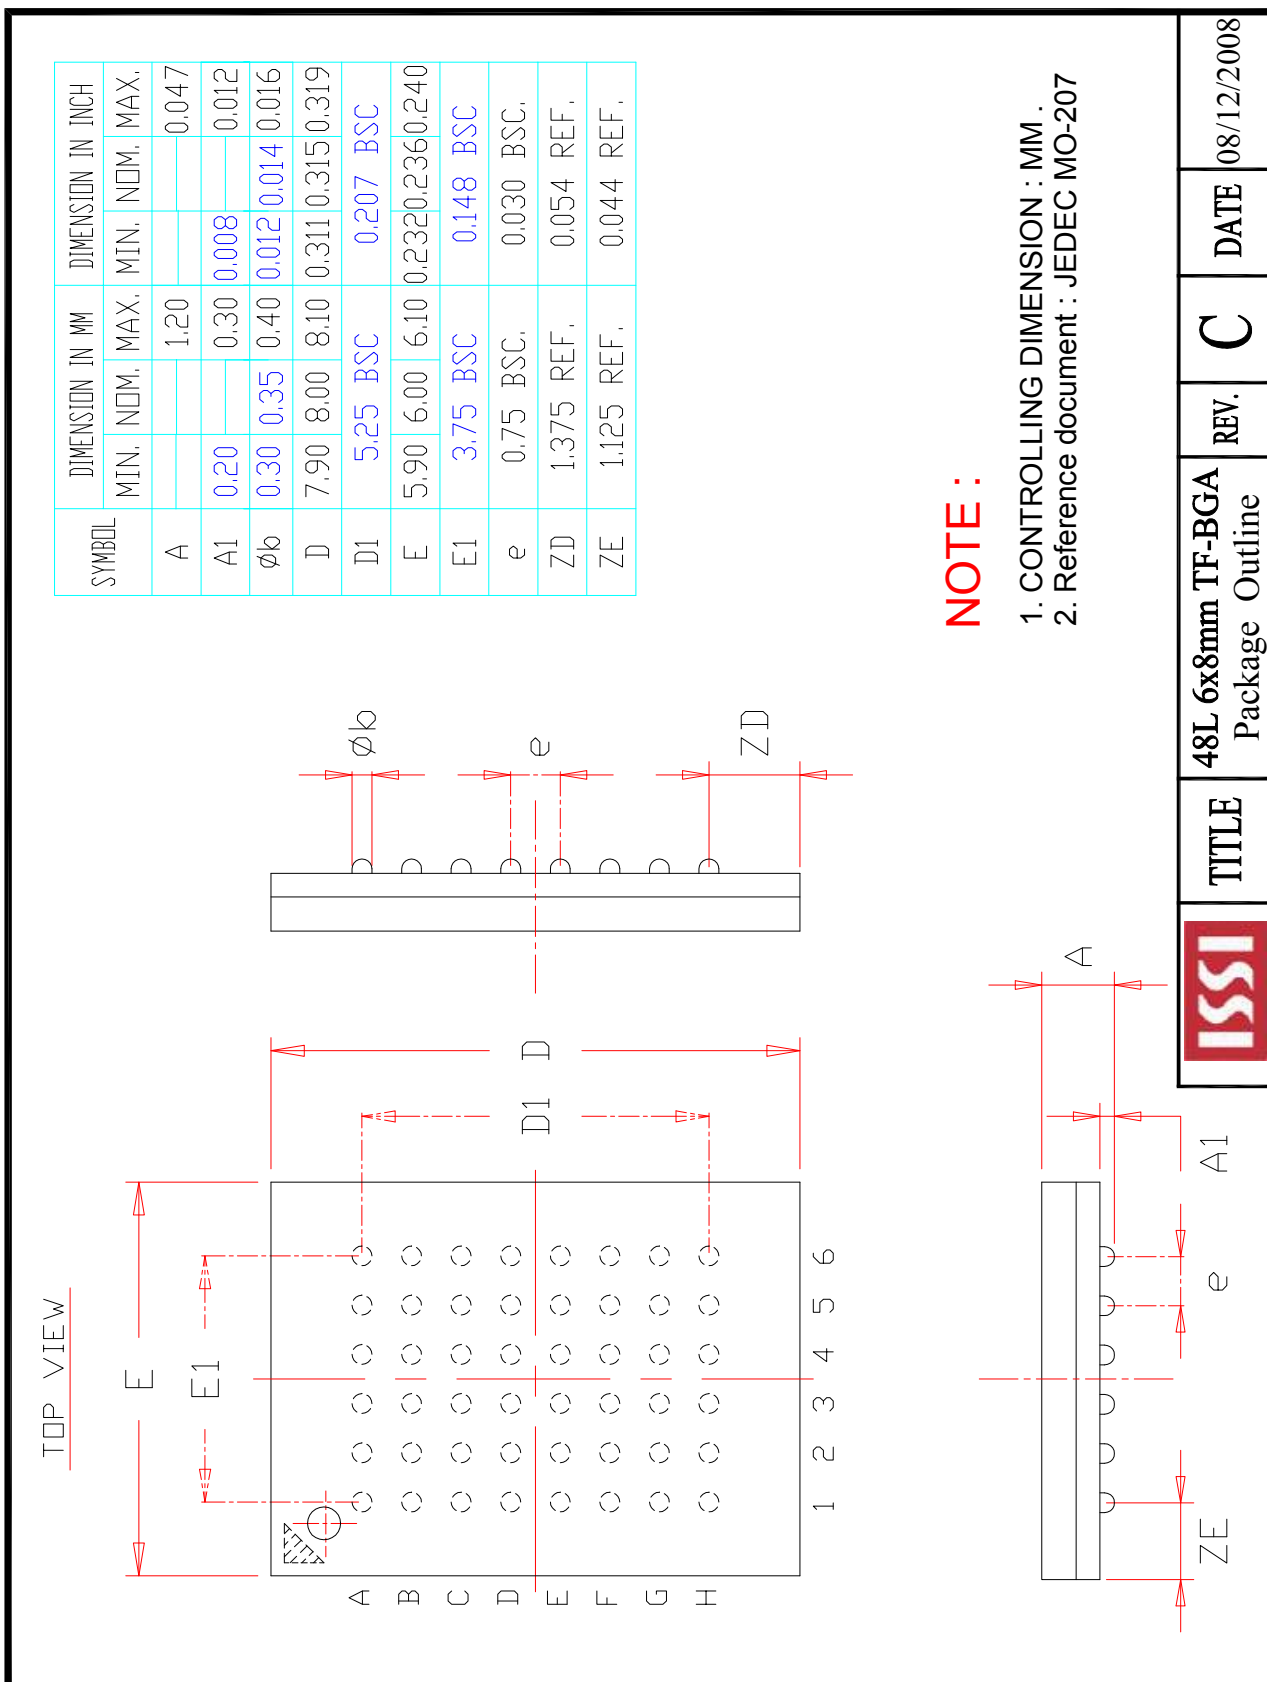 TOP VIEW
E
E1
D
D1
A
B
C
D
E
F
G
H
1 2 3 4 5 6
Øb
e
ZD
ZE
e
A1
A
SYMBOL DIMENSION IN MM DIMENSION IN INCH
MIN. NOM. MAX. MIN. NOM. MAX.
A 1.20 0.047
A1 0.20 0.30 0.008 0.012
Øb 0.30 0.35 0.40 0.012 0.014 0.016
D 7.90 8.00 8.10 0.311 0.315 0.319
D1 5.25 BSC 0.207 BSC
E 5.90 6.00 6.10 0.232 0.236 0.240
E1 3.75 BSC 0.148 BSC
e 0.75 BSC. 0.030 BSC.
ZD 1.375 REF. 0.054 REF.
ZE 1.125 REF. 0.044 REF.
NOTE :
1. CONTROLLING DIMENSION : MM .
2. Reference document : JEDEC MO-207
ISSI
TITLE
48L 6x8mm TF-BGA
Package Outline
REV.
C
DATE
08/12/2008